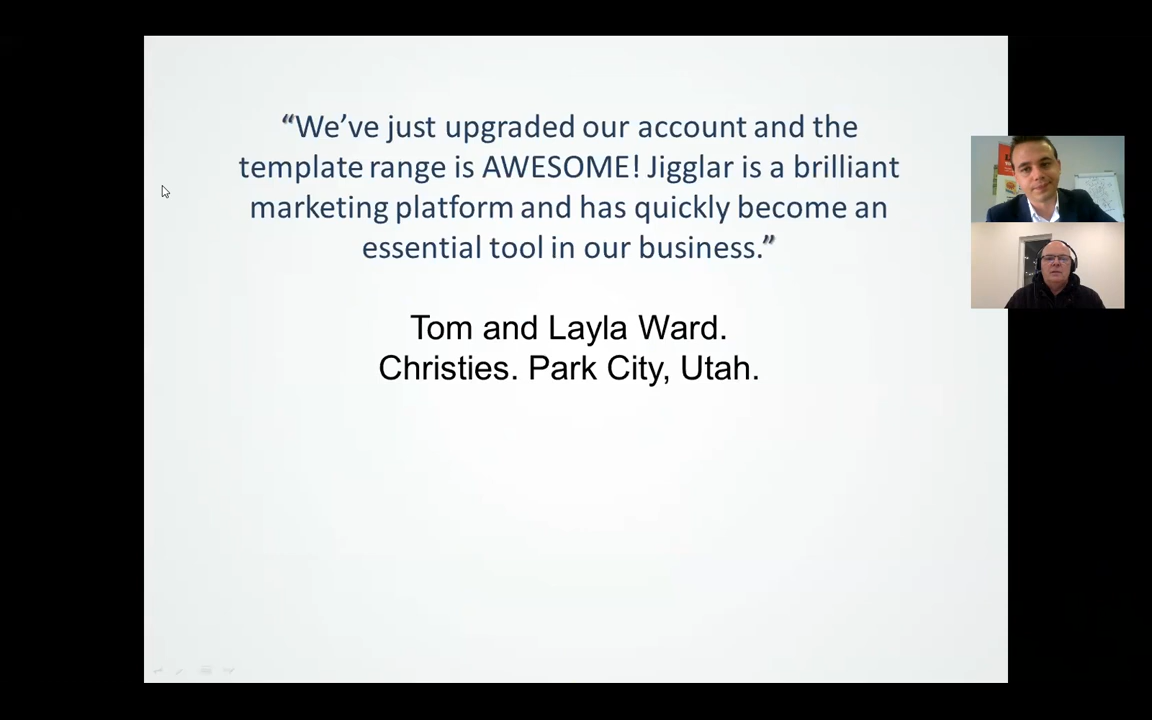 “We’ve just upgraded our account and the
template range is AWESOME! Jigglar is a brilliant
marketing platform and has quickly become an
essential tool in our business.”
Tom and Layla Ward.
Christies. Park City, Utah.